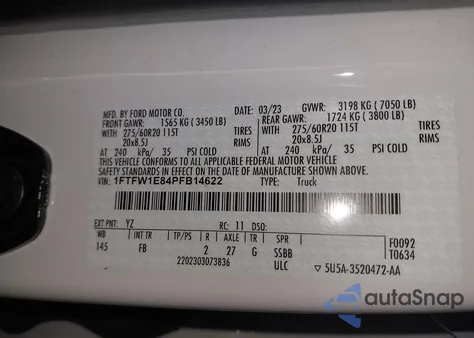 MFD. BY FORD MOTOR CO. 03/23 GVWR: 3198 KG ( 7050 LB)
FRONT GAWR: 1565 KG ( 3450 LB) REAR GAWR: 1724 KG ( 3800 LB)
WITH WITH
275/60R20 115T TIRES 275/60R20 115T TIRES
20x8.5J RIMS 20x8.5J RIMS
AT 240 kPa/ 35 PSI COLD AT 240 kPa/ 35 PSI COLD
THIS VEHICLE CONFORMS TO ALL APPLICABLE FEDERAL MOTOR VEHICLE
SAFETY STANDARDS IN EFFECT ON THE DATE OF MANUFACTURE SHOWN ABOVE.
VIN: 1FTFW1E84PFB14622 TYPE: Truck
EXT PNT: YZ RC: 11 DSO:
WB INT TR TP/PS R AXLE TR SPR F0092
145 FB 2 27 G SSBB T0634
2202303073836 ULC ▽ 5U5A-3520472-AA
autoSnap